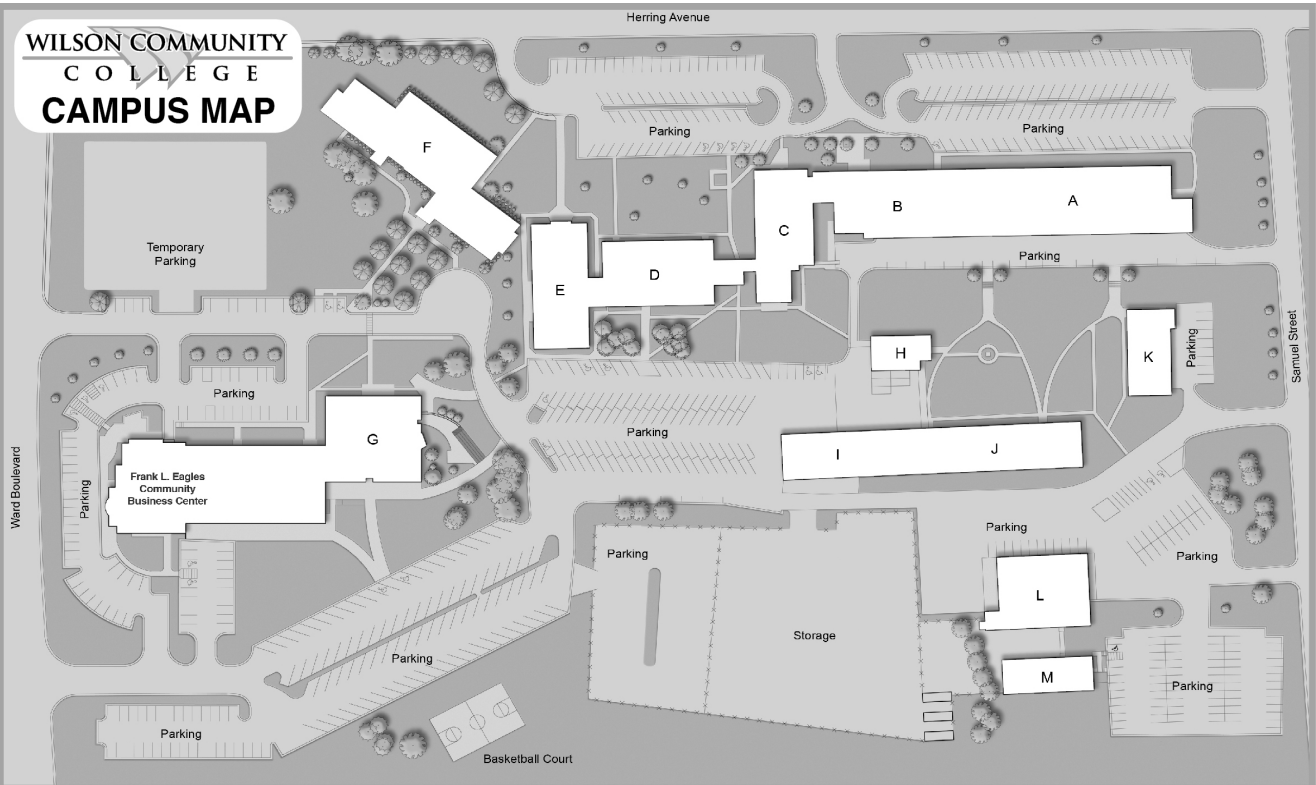 Herring Avenue
WILSON COMMUNITY
COLLEGE
CAMPUS MAP
Parking
Parking
F
B
A
C
Temporary
Parking
Parking
D
E
H
K
Parking
Samuel Street
Parking
G
Parking
I
J
Frank L. Eagles
Community
Business Center
Parking
Ward Boulevard
Parking
Parking
Parking
L
Storage
Parking
M
Parking
Parking
Basketball Court